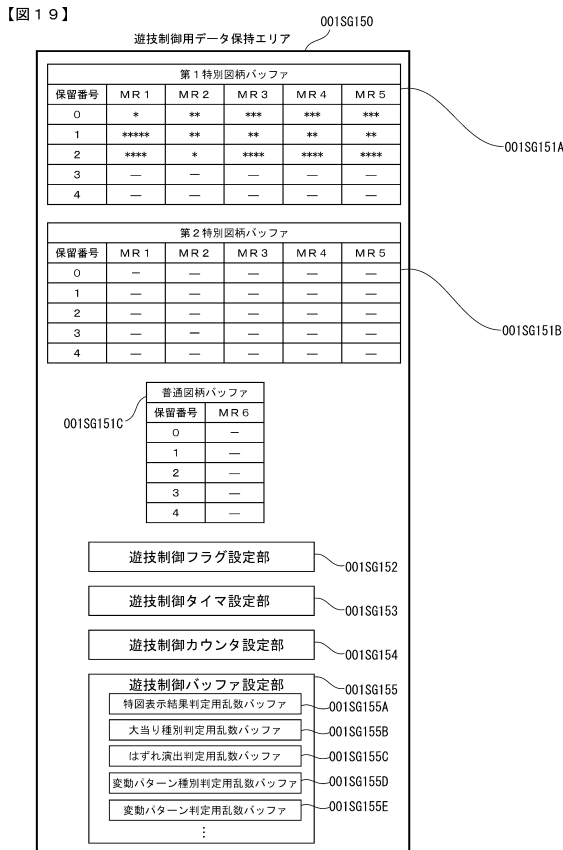 【図１９】
001SG150
遊技制御用データ保持エリア
第１特別図柄バッファ
保留番号 ＭＲ１ ＭＲ２ ＭＲ３ ＭＲ４ ＭＲ５
０ * ** *** *** ***
１ ***** ** ** ** **
２ **** * **** **** ****
３ — — — — —
４ — — — — —
001SG151A
第２特別図柄バッファ
保留番号 ＭＲ１ ＭＲ２ ＭＲ３ ＭＲ４ ＭＲ５
０ — — — — —
１ — — — — —
２ — — — — —
３ — — — — —
４ — — — — —
001SG151B
普通図柄バッファ
保留番号 ＭＲ６
０ —
１ —
２ —
３ —
４ —
001SG151C
遊技制御フラグ設定部
001SG152
遊技制御タイマ設定部
001SG153
遊技制御カウンタ設定部
001SG154
遊技制御バッファ設定部
001SG155
特図表示結果判定用乱数バッファ
001SG155A
大当り種別判定用乱数バッファ
001SG155B
はずれ演出判定用乱数バッファ
001SG155C
変動パターン種別判定用乱数バッファ
001SG155D
変動パターン判定用乱数バッファ
001SG155E
⋮